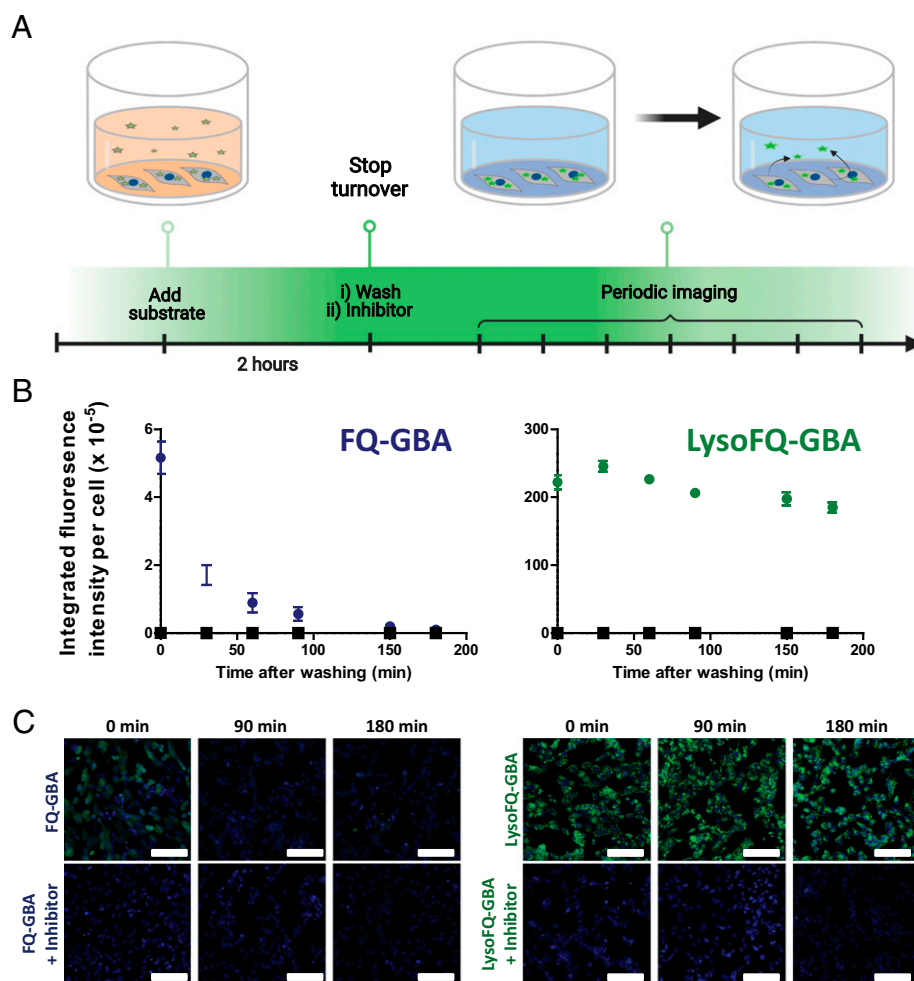 A
Stop
turnover
Add
substrate
i) Wash
ii) Inhibitor
Periodic imaging
2 hours
B
Integrated fluoresence
intensity per cell (x 10⁻⁵)
FQ-GBA
6
4
2
0
0 50 100 150 200
Time after washing (min)
LysoFQ-GBA
300
200
100
0
0 50 100 150 200
Time after washing (min)
C
0 min 90 min 180 min
FQ-GBA
FQ-GBA
+ Inhibitor
0 min 90 min 180 min
LysoFQ-GBA
LysoFQ-GBA
+ Inhibitor